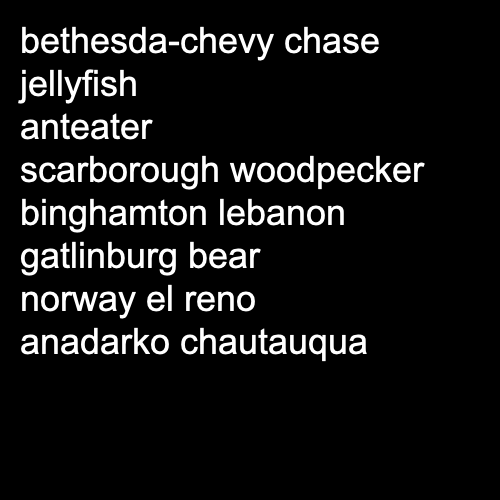 bethesda-chevy chase
jellyfish
anteater
scarborough woodpecker
binghamton lebanon
gatlinburg bear
norway el reno
anadarko chautauqua